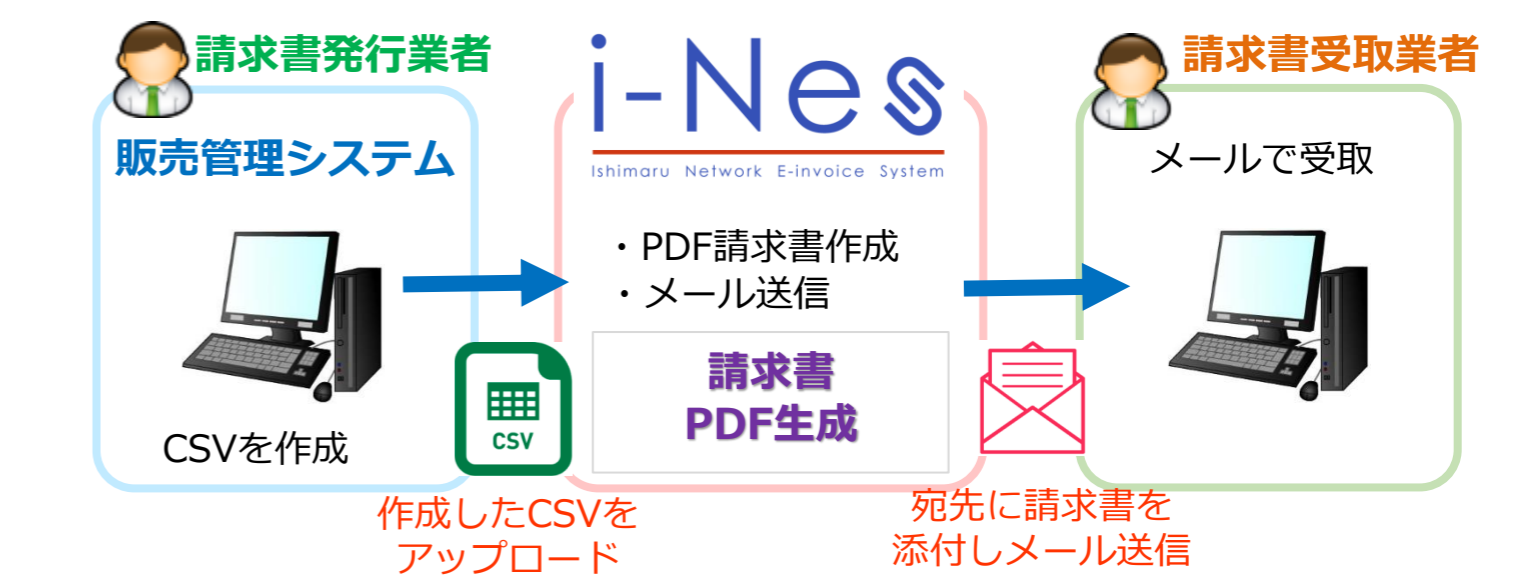 請求書発行業者
販売管理システム
CSVを作成
CSV
作成したCSVを
アップロード
i-Nes
Ishimaru Network E-invoice System
・PDF請求書作成
・メール送信
請求書
PDF生成
宛先に請求書を
添付しメール送信
請求書受取業者
メールで受取